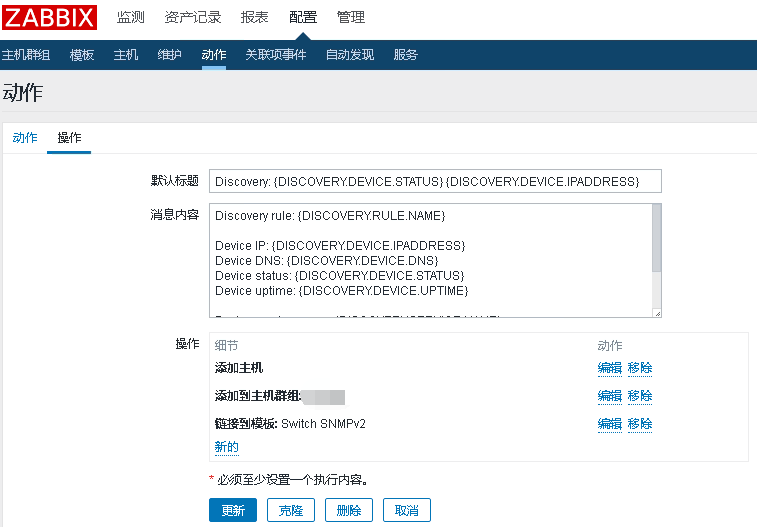 ZABBIX 监测 资产记录 报表 配置 管理
主机群组 模板 主机 维护 动作 关联项事件 自动发现 服务
动作
动作 操作
默认标题 Discovery: {DISCOVERY.DEVICE.STATUS} {DISCOVERY.DEVICE.IPADDRESS}
消息内容 Discovery rule: {DISCOVERY.RULE.NAME}
Device IP: {DISCOVERY.DEVICE.IPADDRESS}
Device DNS: {DISCOVERY.DEVICE.DNS}
Device status: {DISCOVERY.DEVICE.STATUS}
Device uptime: {DISCOVERY.DEVICE.UPTIME}
操作 细节 动作
添加主机 编辑 移除
添加到主机群组: 编辑 移除
链接到模板: Switch SNMPv2 编辑 移除
新的
* 必须至少设置一个执行内容。
更新 克隆 删除 取消